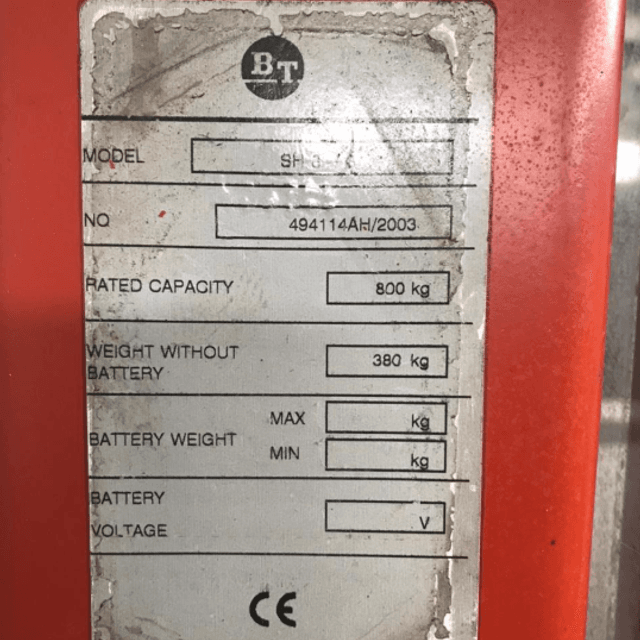 BT
MODEL
NO 494114AH/2003
RATED CAPACITY 800 kg
WEIGHT WITHOUT 380 kg
BATTERY
MAX kg
BATTERY WEIGHT
MIN kg
BATTERY
VOLTAGE V
CE